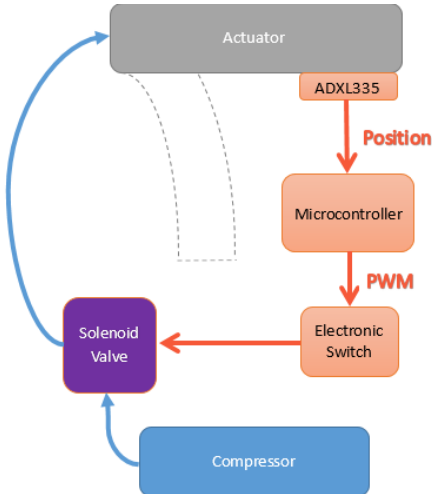 Actuator
ADXL335
Position
Microcontroller
PWM
Electronic
Switch
Solenoid
Valve
Compressor